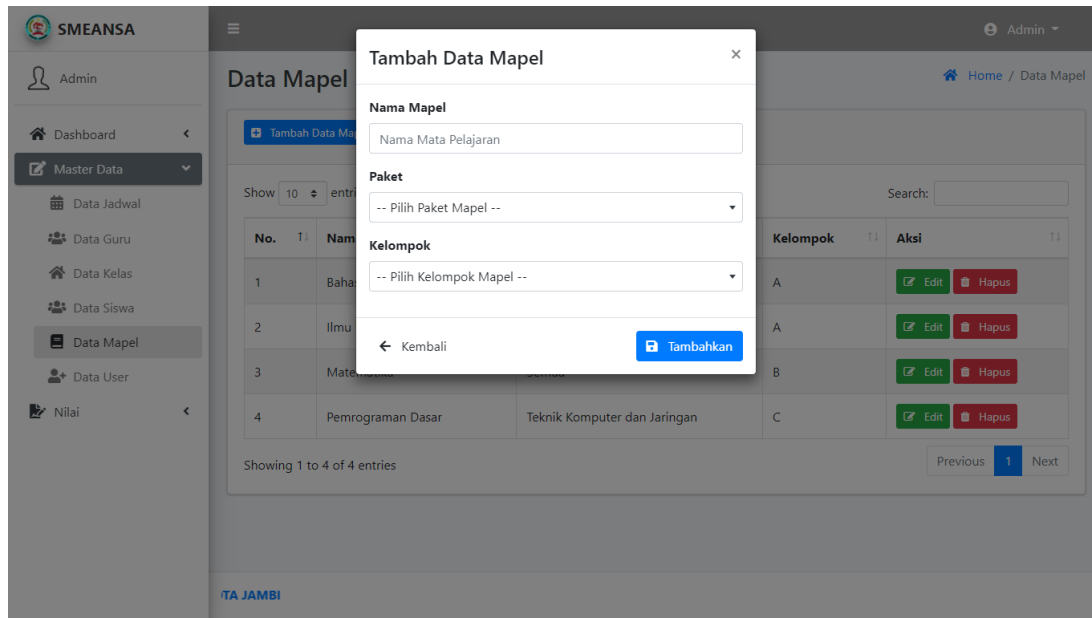 SMEANSA
Admin
Admin
Dashboard
Master Data
Data Jadwal
Data Guru
Data Kelas
Data Siswa
Data Mapel
Data User
Nilai
Data Mapel
Home / Data Mapel
Tambah Data
Show 10
Search:
No. Kelompok Aksi
1 A Edit Hapus
2 Ilmu A Edit Hapus
3 B Edit Hapus
4 Pemrograman Dasar Teknik Komputer dan Jaringan C Edit Hapus
Showing 1 to 4 of 4 entries
Previous 1 Next
JAMBI
Tambah Data Mapel ×
Nama Mapel
Nama Mata Pelajaran
Paket
-- Pilih Paket Mapel --
Kelompok
-- Pilih Kelompok Mapel --
Kembali Tambahkan